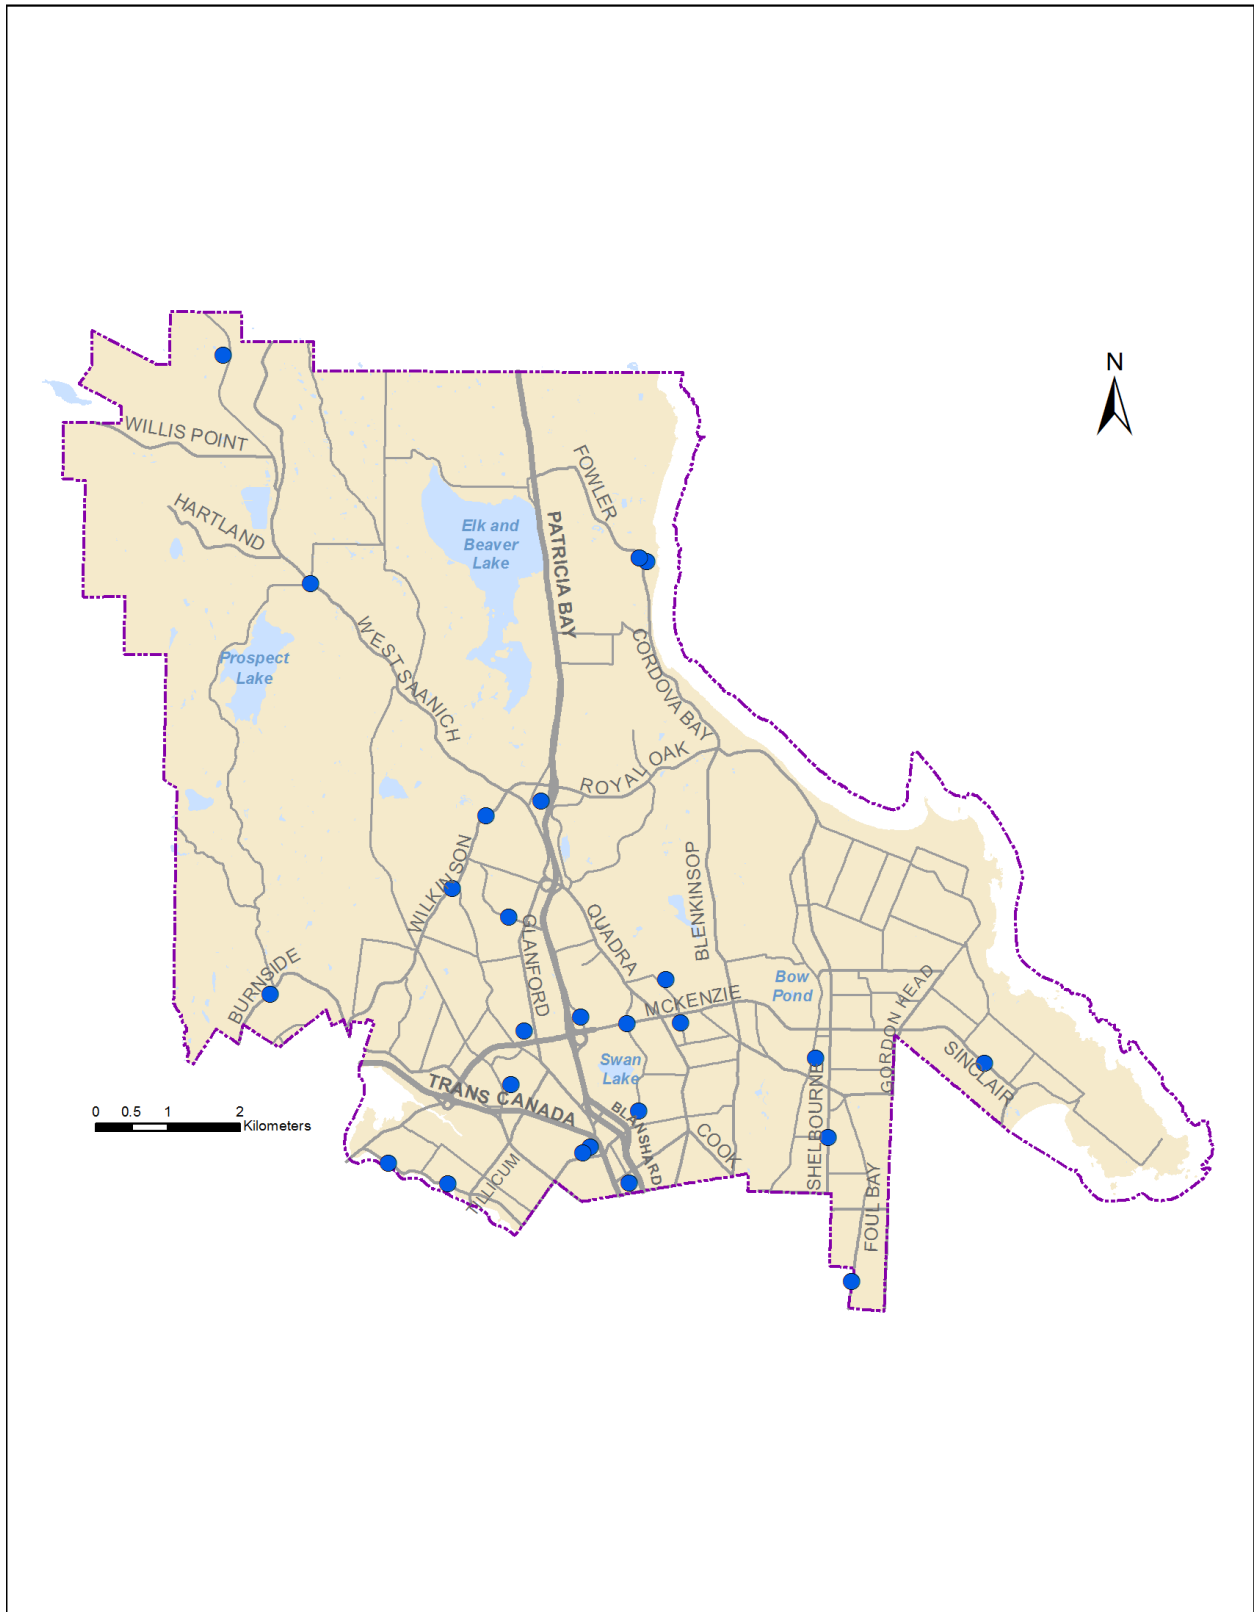 N
WILLIS POINT
FOWLER
HARTLAND
Elk and
Beaver
Lake
PATRICIA BAY
Prospect
Lake
WEST SAANICH
CORDOVA BAY
ROYAL OAK
WILKINSON
BLENKINSOP
QUADRA
GLANFORD
BURNSIDE
MCKENZIE
Bow
Pond
GORDON HEAD
SINCLAIR
Swan
Lake
TRANS CANADA
BLANSHARD
SHELBOURNE
COOK
TILLICUM
FOUL BAY
0 0.5 1 2
Kilometers